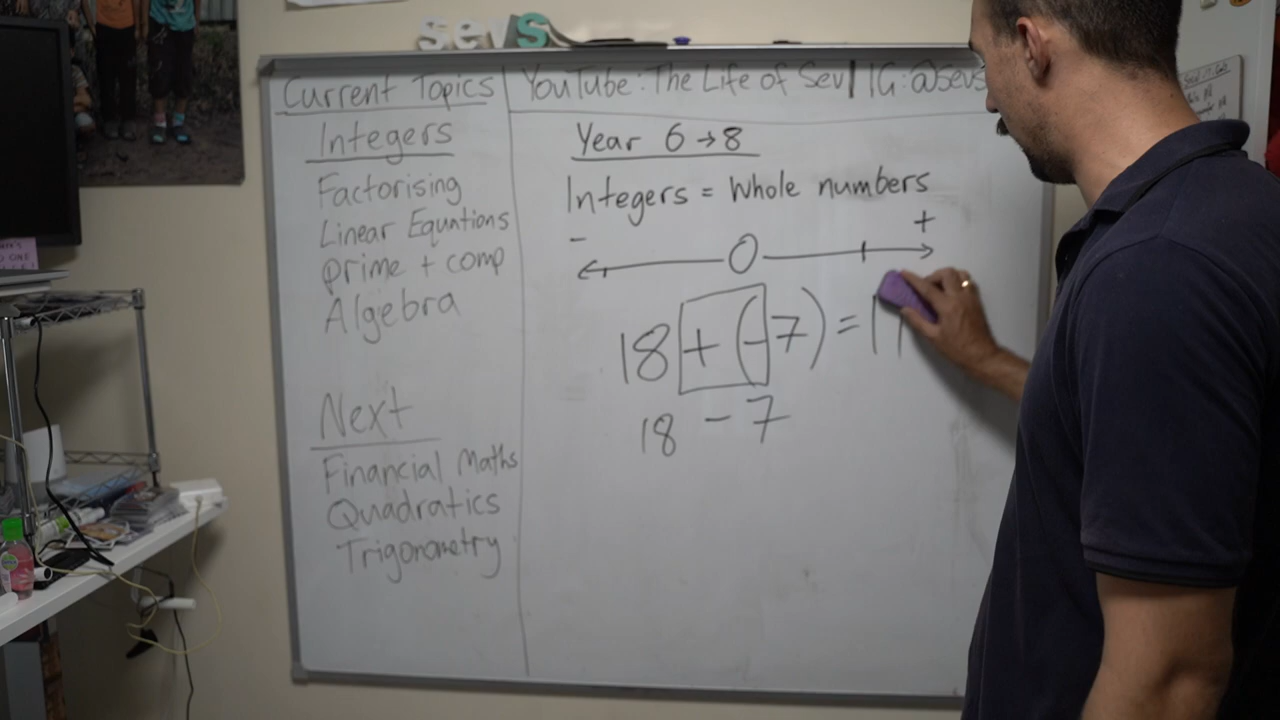 sevs
Current Topics
Integers
Factorising
Linear Equations
prime + comp
Algebra
Next
Financial Maths
Quadratics
Trigonometry
YouTube: The Life of Sev | IG: @sevs
Year 6 → 8
Integers = Whole numbers
- 0 +
18 + (-7) = 11
18 - 7